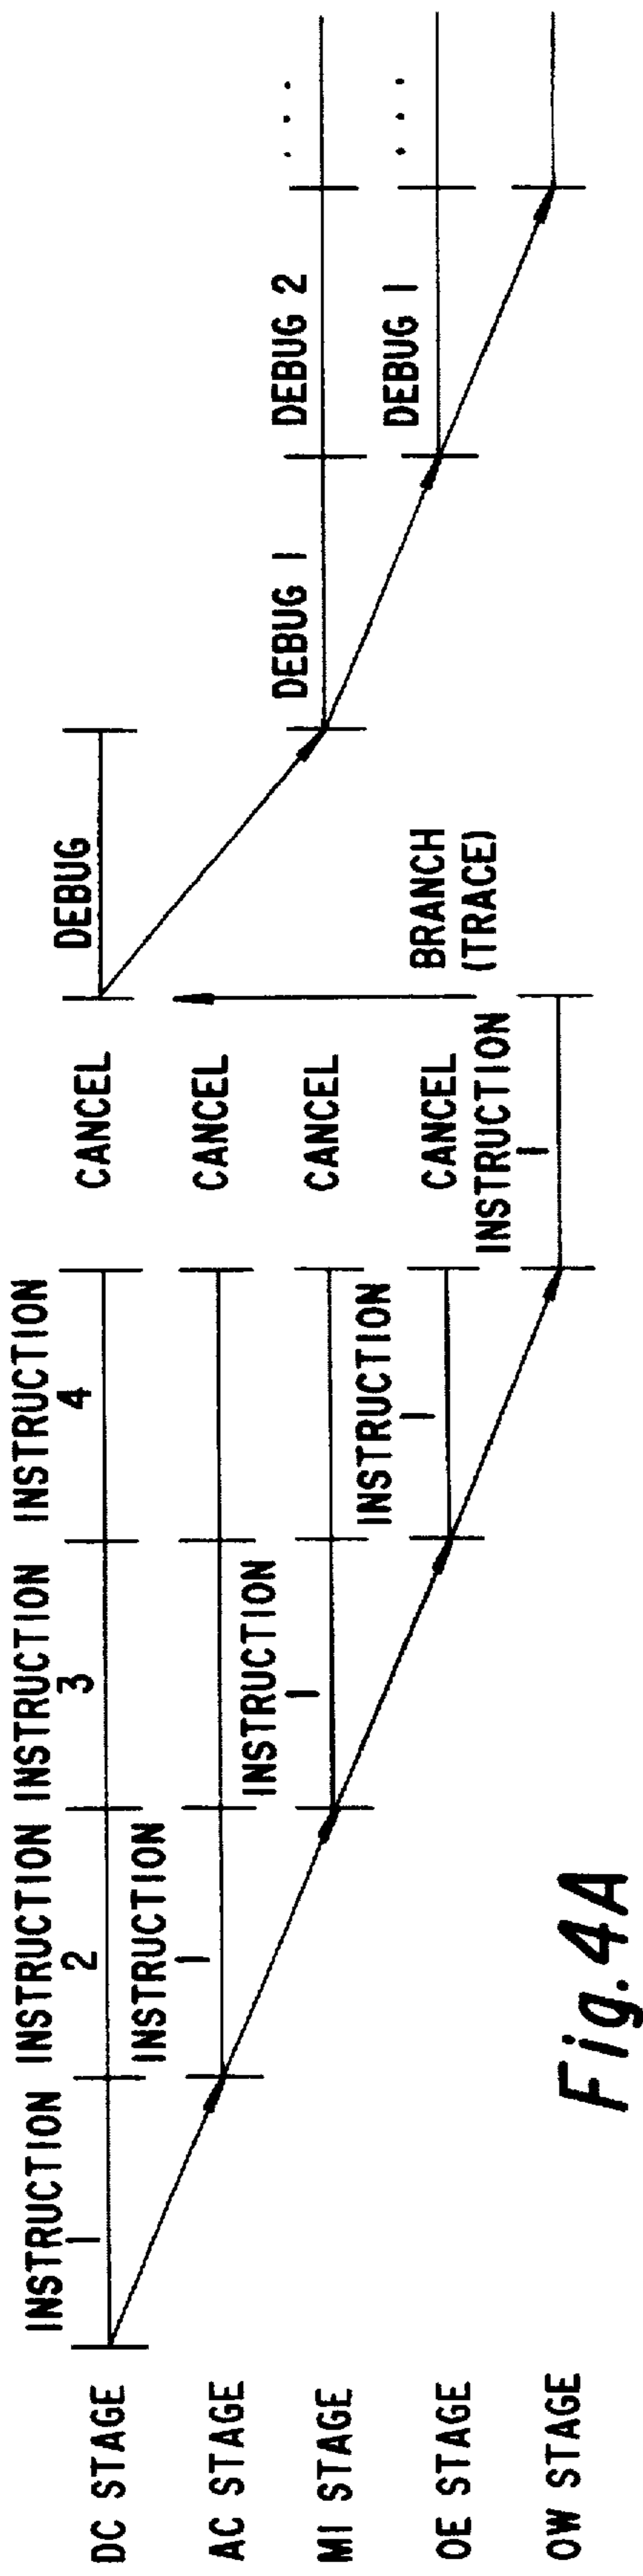 DC STAGE
INSTRUCTION
1
INSTRUCTION
2
INSTRUCTION
3
INSTRUCTION
4
CANCEL
DEBUG
AC STAGE
INSTRUCTION
1
CANCEL
MI STAGE
INSTRUCTION
1
CANCEL
DEBUG 1
DEBUG 2
...
OE STAGE
INSTRUCTION
1
CANCEL
BRANCH
(TRACE)
DEBUG 1
...
OW STAGE
INSTRUCTION
1
Fig.4A